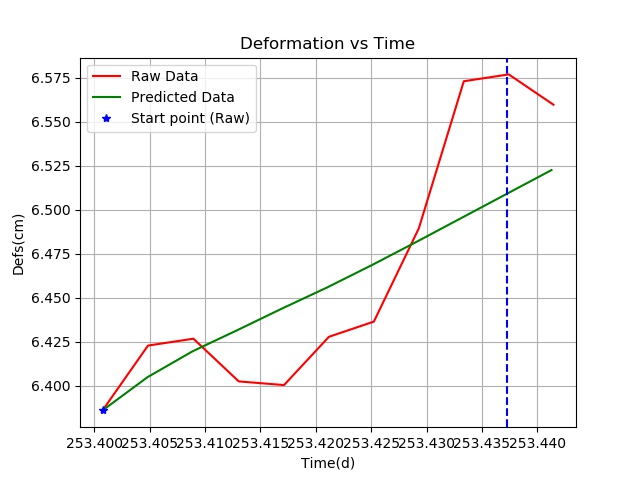 Deformation vs Time
Raw Data
Predicted Data
Start point (Raw)
6.575
6.550
6.525
6.500
6.475
6.450
6.425
6.400
Defs(cm)
253.400 253.405 253.410 253.415 253.420 253.425 253.430 253.435 253.440
Time(d)